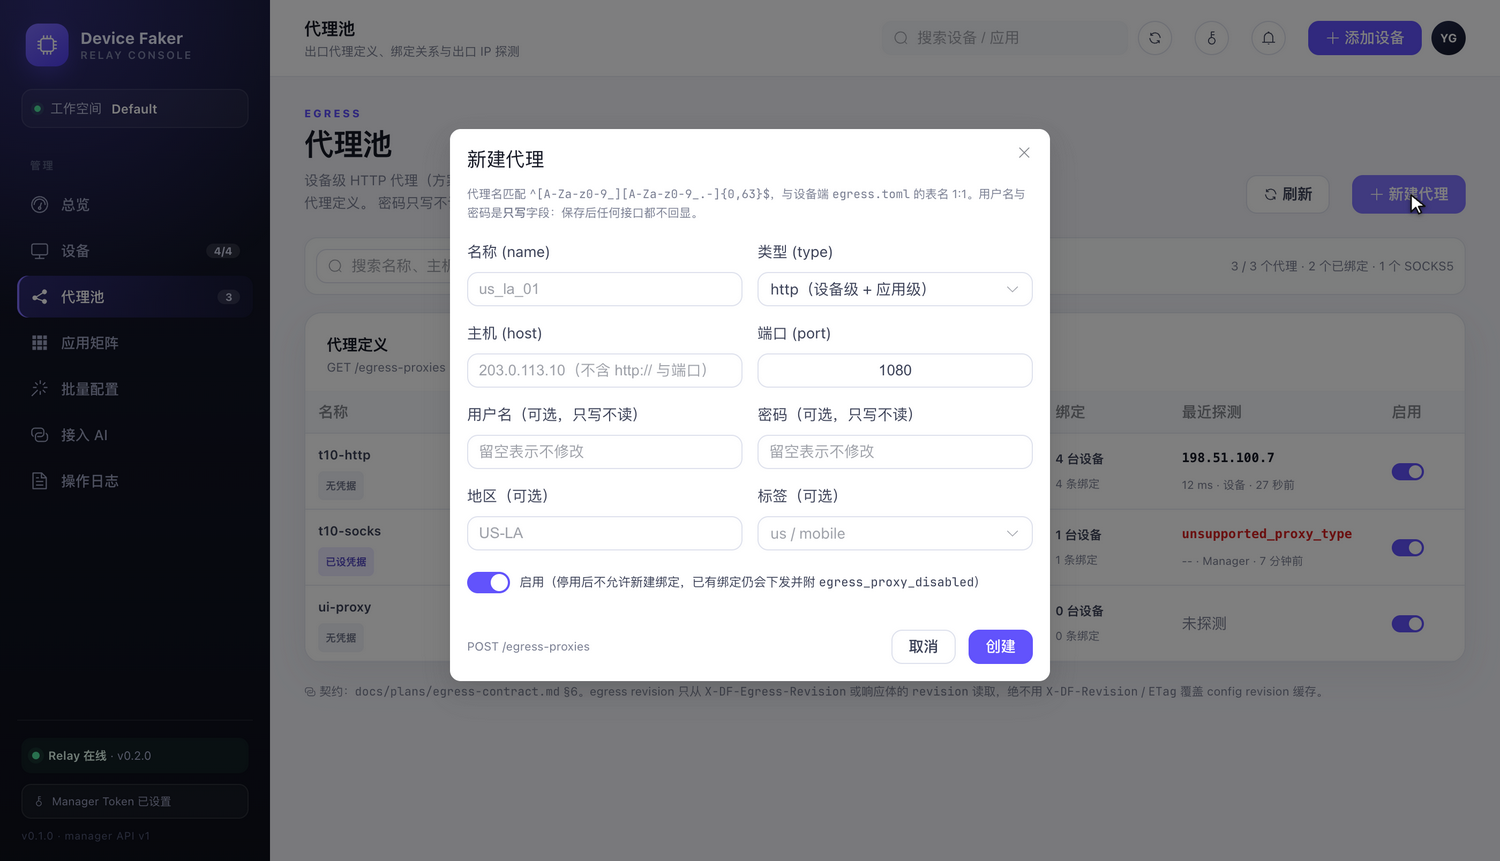 Device Faker
RELAY CONSOLE
工作空间 Default
管理
总览
设备 4/4
代理池 3
应用矩阵
批量配置
接入 AI
操作日志
Relay 在线 · v0.2.0
Manager Token 已设置
v0.1.0 · manager API v1
代理池
出口代理定义、绑定关系与出口 IP 探测
搜索设备 / 应用
添加设备
YG
EGRESS
代理池
设备级 HTTP 代理（方
代理定义。 密码只写不
刷新
新建代理
搜索名称、主机
3 / 3 个代理 · 2 个已绑定 · 1 个 SOCKS5
代理定义
GET /egress-proxies
名称 绑定 最近探测 启用
t10-http
无凭据
4 台设备
4 条绑定
198.51.100.7
12 ms · 设备 · 27 秒前
t10-socks
已设凭据
1 台设备
1 条绑定
unsupported_proxy_type
-- · Manager · 7 分钟前
ui-proxy
无凭据
0 台设备
0 条绑定
未探测
契约：docs/plans/egress-contract.md §6。egress revision 只从 X-DF-Egress-Revision 或响应体的 revision 读取，绝不用 X-DF-Revision / ETag 覆盖 config revision 缓存。
新建代理
代理名匹配 ^[A-Za-z0-9_][A-Za-z0-9_.-]{0,63}$，与设备端 egress.toml 的表名 1:1。用户名与
密码是只写字段：保存后任何接口都不回显。
名称 (name)
us_la_01
类型 (type)
http（设备级 + 应用级）
主机 (host)
203.0.113.10（不含 http:// 与端口）
端口 (port)
1080
用户名（可选，只写不读）
留空表示不修改
密码（可选，只写不读）
留空表示不修改
地区（可选）
US-LA
标签（可选）
us / mobile
启用（停用后不允许新建绑定，已有绑定仍会下发并附 egress_proxy_disabled）
POST /egress-proxies
取消
创建